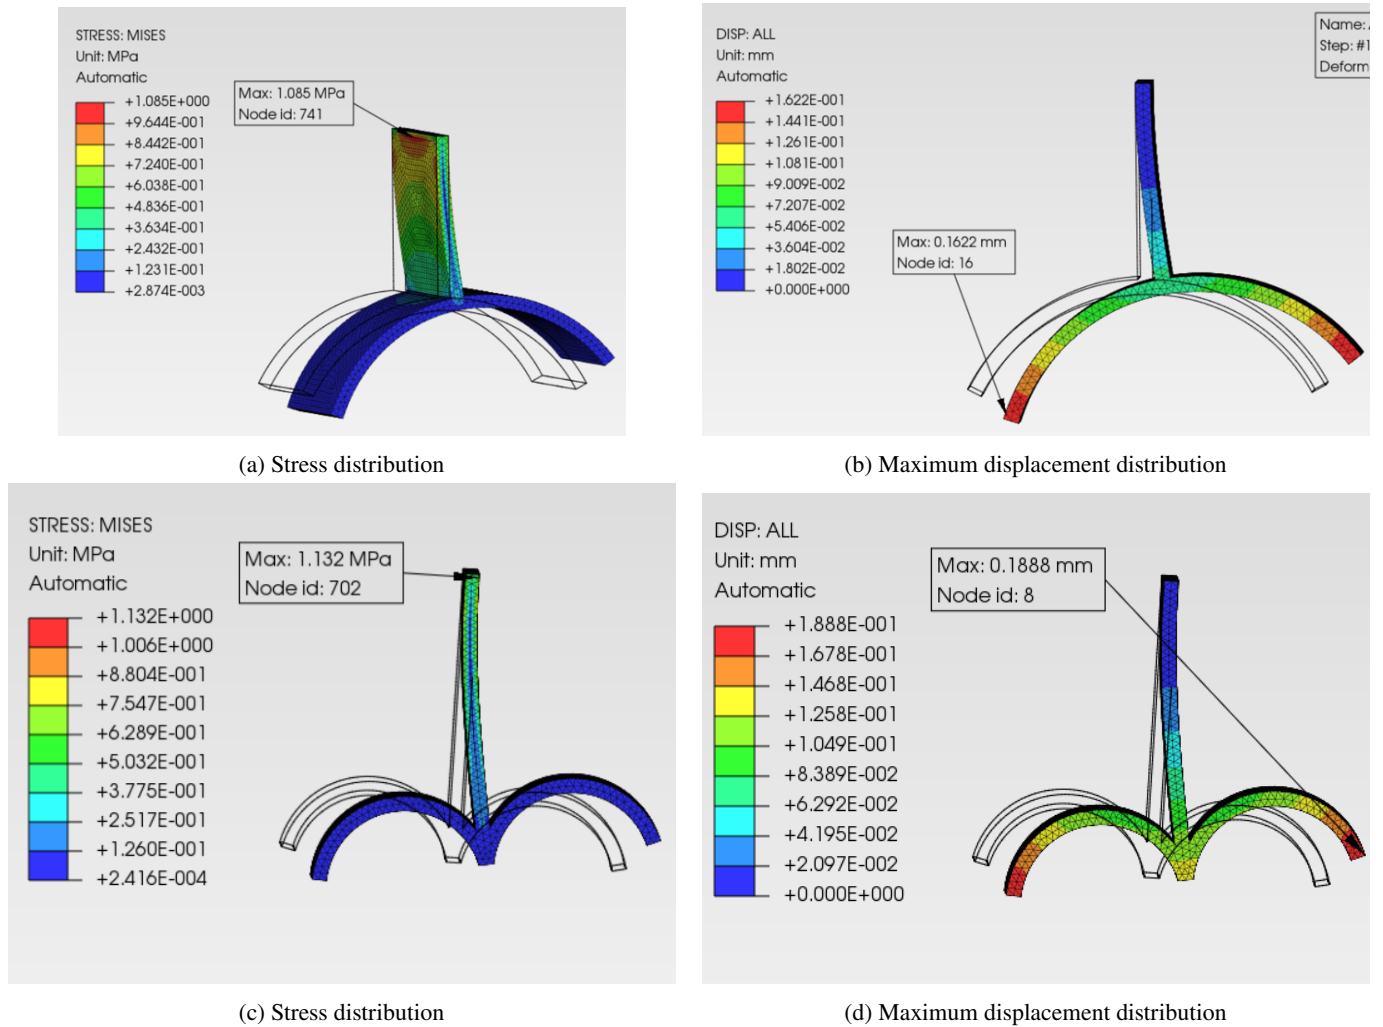 STRESS: MISES
Unit: MPa
Automatic
+1.085E+000
+9.644E-001
+8.442E-001
+7.240E-001
+6.038E-001
+4.836E-001
+3.634E-001
+2.432E-001
+1.231E-001
+2.874E-003
Max: 1.085 MPa
Node id: 741
(a) Stress distribution
DISP: ALL
Unit: mm
Automatic
+1.622E-001
+1.441E-001
+1.261E-001
+1.081E-001
+9.009E-002
+7.207E-002
+5.406E-002
+3.604E-002
+1.802E-002
+0.000E+000
Max: 0.1622 mm
Node id: 16
Name:
Step: #1
Deform
(b) Maximum displacement distribution
STRESS: MISES
Unit: MPa
Automatic
+1.132E+000
+1.006E+000
+8.804E-001
+7.547E-001
+6.289E-001
+5.032E-001
+3.775E-001
+2.517E-001
+1.260E-001
+2.416E-004
Max: 1.132 MPa
Node id: 702
(c) Stress distribution
DISP: ALL
Unit: mm
Automatic
+1.888E-001
+1.678E-001
+1.468E-001
+1.258E-001
+1.049E-001
+8.389E-002
+6.292E-002
+4.195E-002
+2.097E-002
+0.000E+000
Max: 0.1888 mm
Node id: 8
(d) Maximum displacement distribution